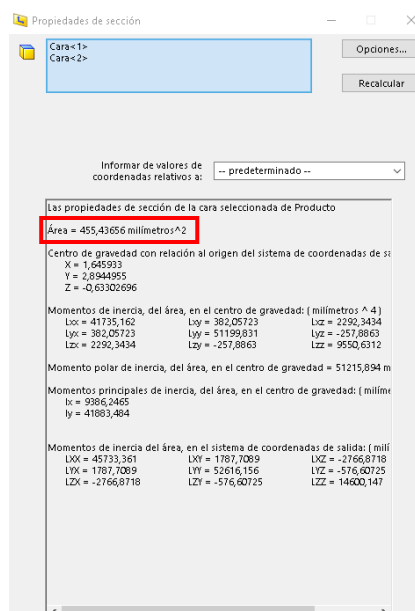 Propiedades de sección
Cara<1>
Cara<2>
Opciones...
Recalcular
Informar de valores de
coordenadas relativos a:
-- predeterminado --
Las propiedades de sección de la cara seleccionada de Producto
Área = 455,43656 milímetros^2
Centro de gravedad con relación al origen del sistema de coordenadas de
X = 1,645933
Y = 2,8944955
Z = -0,63302696
Momentos de inercia, del área, en el centro de gravedad: ( milímetros ^ 4 )
Lxx = 41735,162 Lxy = 382,05723 Lxz = 2292,3434
Lyx = 382,05723 Lyy = 51199,831 Lyz = -257,8863
Lzx = 2292,3434 Lzy = -257,8863 Lzz = 9550,6312
Momento polar de inercia, del área, en el centro de gravedad = 51215,894 m
Momentos principales de inercia, del área, en el centro de gravedad: ( milíme
Ix = 9386,2465
Iy = 41883,484
Momentos de inercia del área, en el sistema de coordenadas de salida: ( milí
LXX = 45733,361 LXY = 1787,7089 LXZ = -2766,8718
LYX = 1787,7089 LYY = 52616,156 LYZ = -576,60725
LZX = -2766,8718 LZY = -576,60725 LZZ = 14600,147